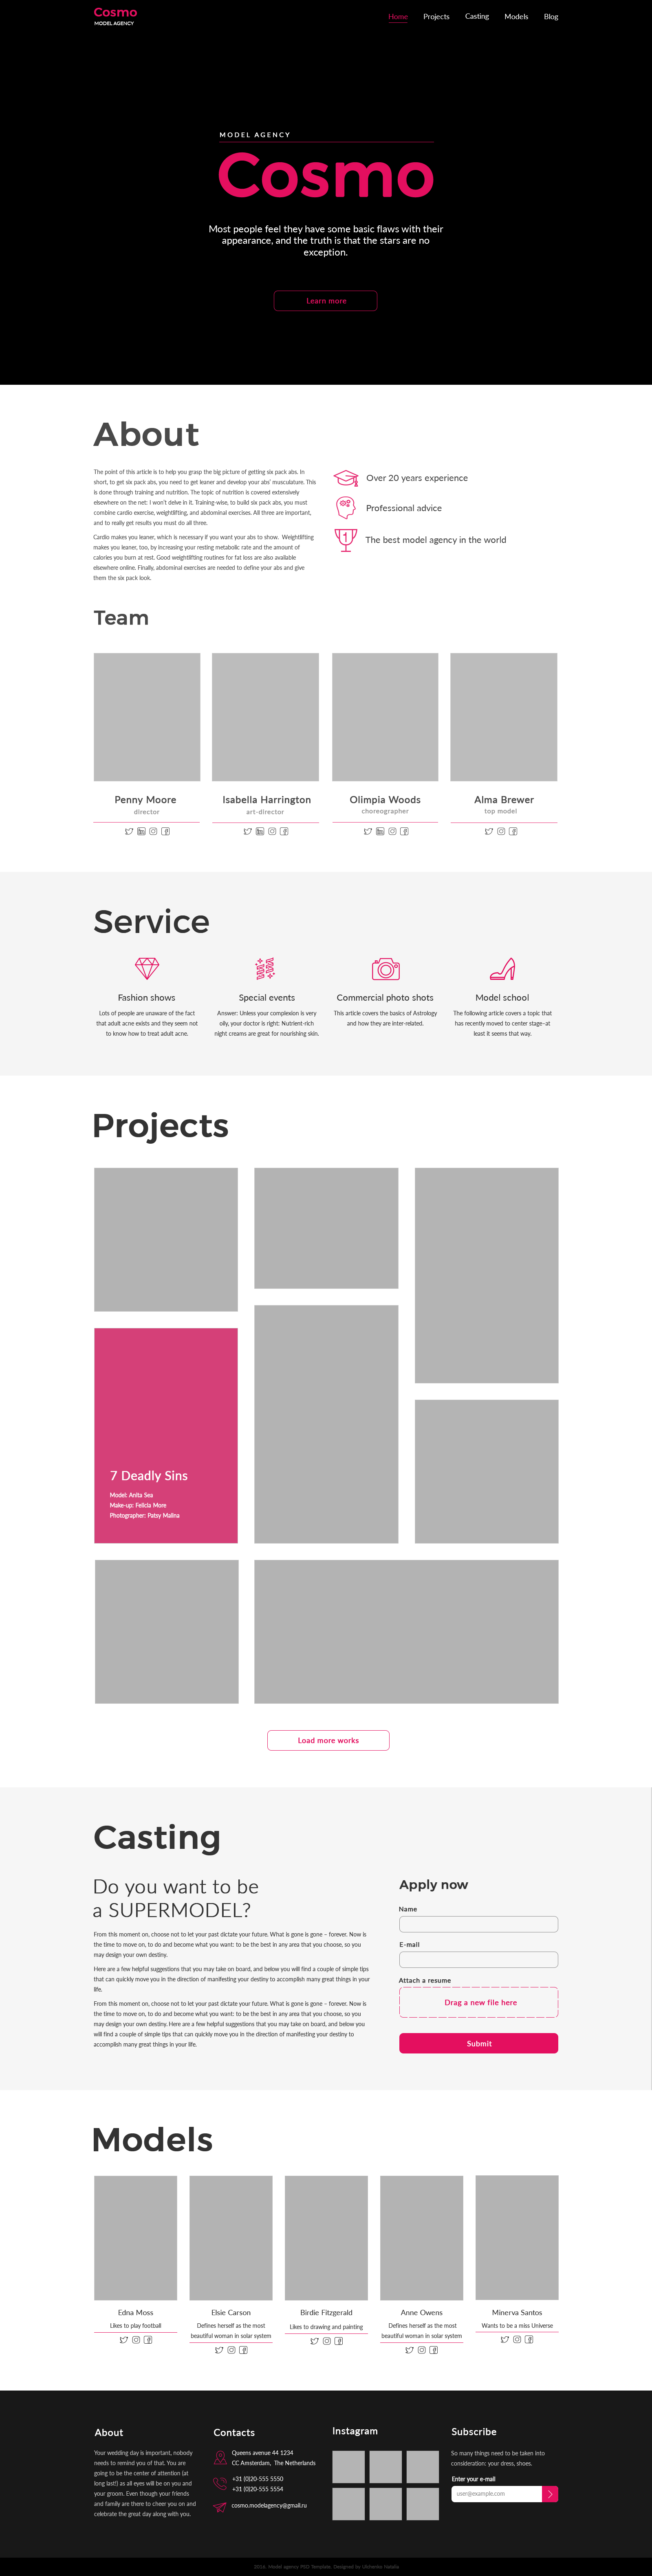 Cosmo
MODEL AGENCY
Home
Projects
Casting
Models
Blog
MODEL AGENCY
Cosmo
Most people feel they have some basic flaws with their
appearance, and the truth is that the stars are no
exception.
Learn more
About
The point of this article is to help you grasp the big picture of getting six pack abs. In
short, to get six pack abs, you need to get leaner and develop your abs' musculature. This
is done through training and nutrition. The topic of nutrition is covered extensively
elsewhere on the net: I won't delve in it. Training-wise, to build six pack abs, you must
combine cardio exercise, weightlifting, and abdominal exercises. All three are important,
and to really get results you must do all three.
Cardio makes you leaner, which is necessary if you want your abs to show. Weightlifting
makes you leaner, too, by increasing your resting metabolic rate and the amount of
calories you burn at rest. Good weightlifting routines for fat loss are also available
elsewhere online. Finally, abdominal exercises are needed to define your abs and give
them the six pack look.
Over 20 years experience
Professional advice
1
The best model agency in the world
Team
Penny Moore
director
Isabella Harrington
art-director
Olimpia Woods
choreographer
Alma Brewer
top model
Service
Fashion shows
Lots of people are unaware of the fact
that adult acne exists and they seem not
to know how to treat adult acne.
Special events
Answer: Unless your complexion is very
oily, your doctor is right: Nutrient-rich
night creams are great for nourishing skin.
Commercial photo shots
This article covers the basics of Astrology
and how they are inter-related.
Model school
The following article covers a topic that
has recently moved to center stage–at
least it seems that way.
Projects
7 Deadly Sins
Model: Anita Sea
Make-up: Felicia More
Photographer: Patsy Malina
Load more works
Casting
Do you want to be
a SUPERMODEL?
From this moment on, choose not to let your past dictate your future. What is gone is gone – forever. Now is
the time to move on, to do and become what you want: to be the best in any area that you choose, so you
may design your own destiny.
Here are a few helpful suggestions that you may take on board, and below you will find a couple of simple tips
that can quickly move you in the direction of manifesting your destiny to accomplish many great things in your
life.
From this moment on, choose not to let your past dictate your future. What is gone is gone – forever. Now is
the time to move on, to do and become what you want: to be the best in any area that you choose, so you
may design your own destiny. Here are a few helpful suggestions that you may take on board, and below you
will find a couple of simple tips that can quickly move you in the direction of manifesting your destiny to
accomplish many great things in your life.
Apply now
Name
E-mail
Attach a resume
Drag a new file here
Submit
Models
Edna Moss
Likes to play football
Elsie Carson
Defines herself as the most
beautiful woman in solar system
Birdie Fitzgerald
Likes to drawing and painting
Anne Owens
Defines herself as the most
beautiful woman in solar system
Minerva Santos
Wants to be a miss Universe
About
Your wedding day is important, nobody
needs to remind you of that. You are
going to be the center of attention (at
long last!) as all eyes will be on you and
your groom. Even though your friends
and family are there to cheer you on and
celebrate the great day along with you.
Contacts
Queens avenue 44 1234
CC Amsterdam, The Netherlands
+31 (0)20-555 5550
+31 (0)20-555 5554
cosmo.modelagency@gmail.ru
Instagram
Subscribe
So many things need to be taken into
consideration: your dress, shoes.
Enter your e-mail
user@example.com